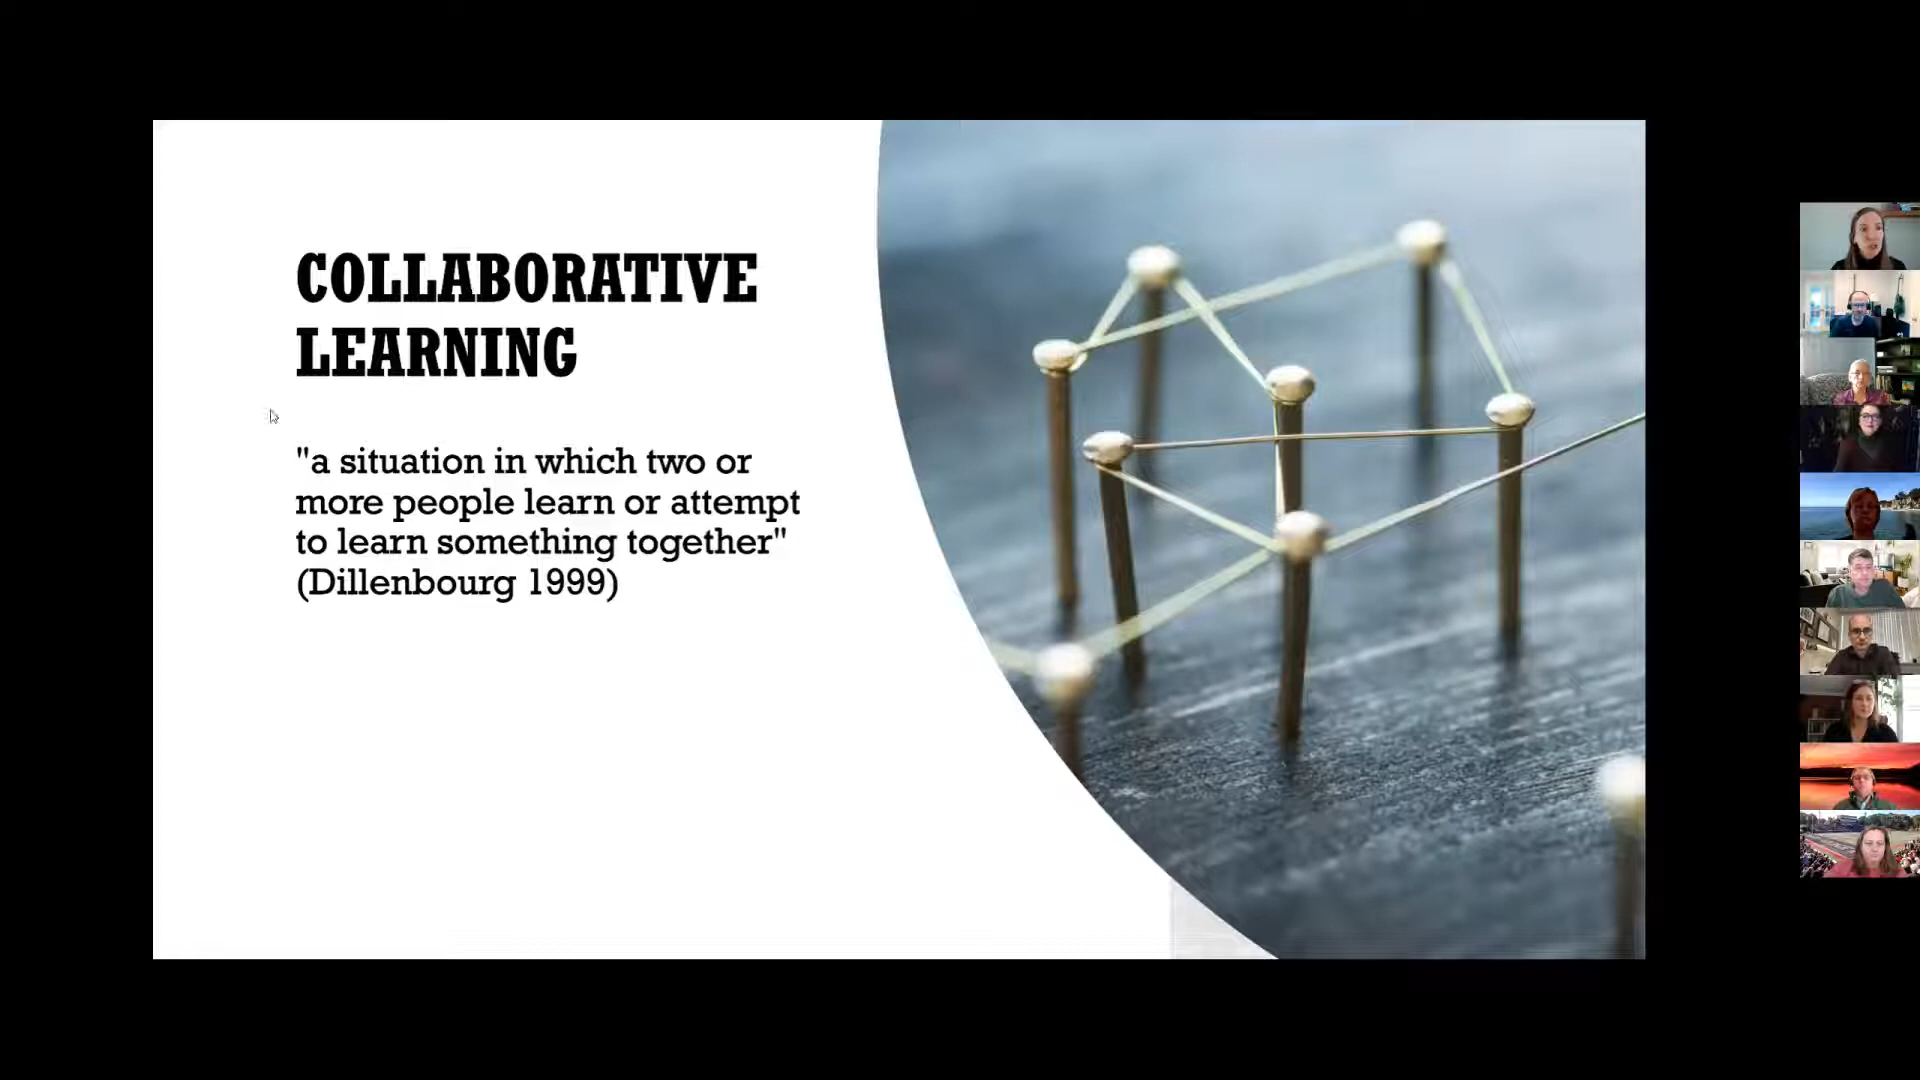 COLLABORATIVE
LEARNING
"a situation in which two or
more people learn or attempt
to learn something together"
(Dillenbourg 1999)